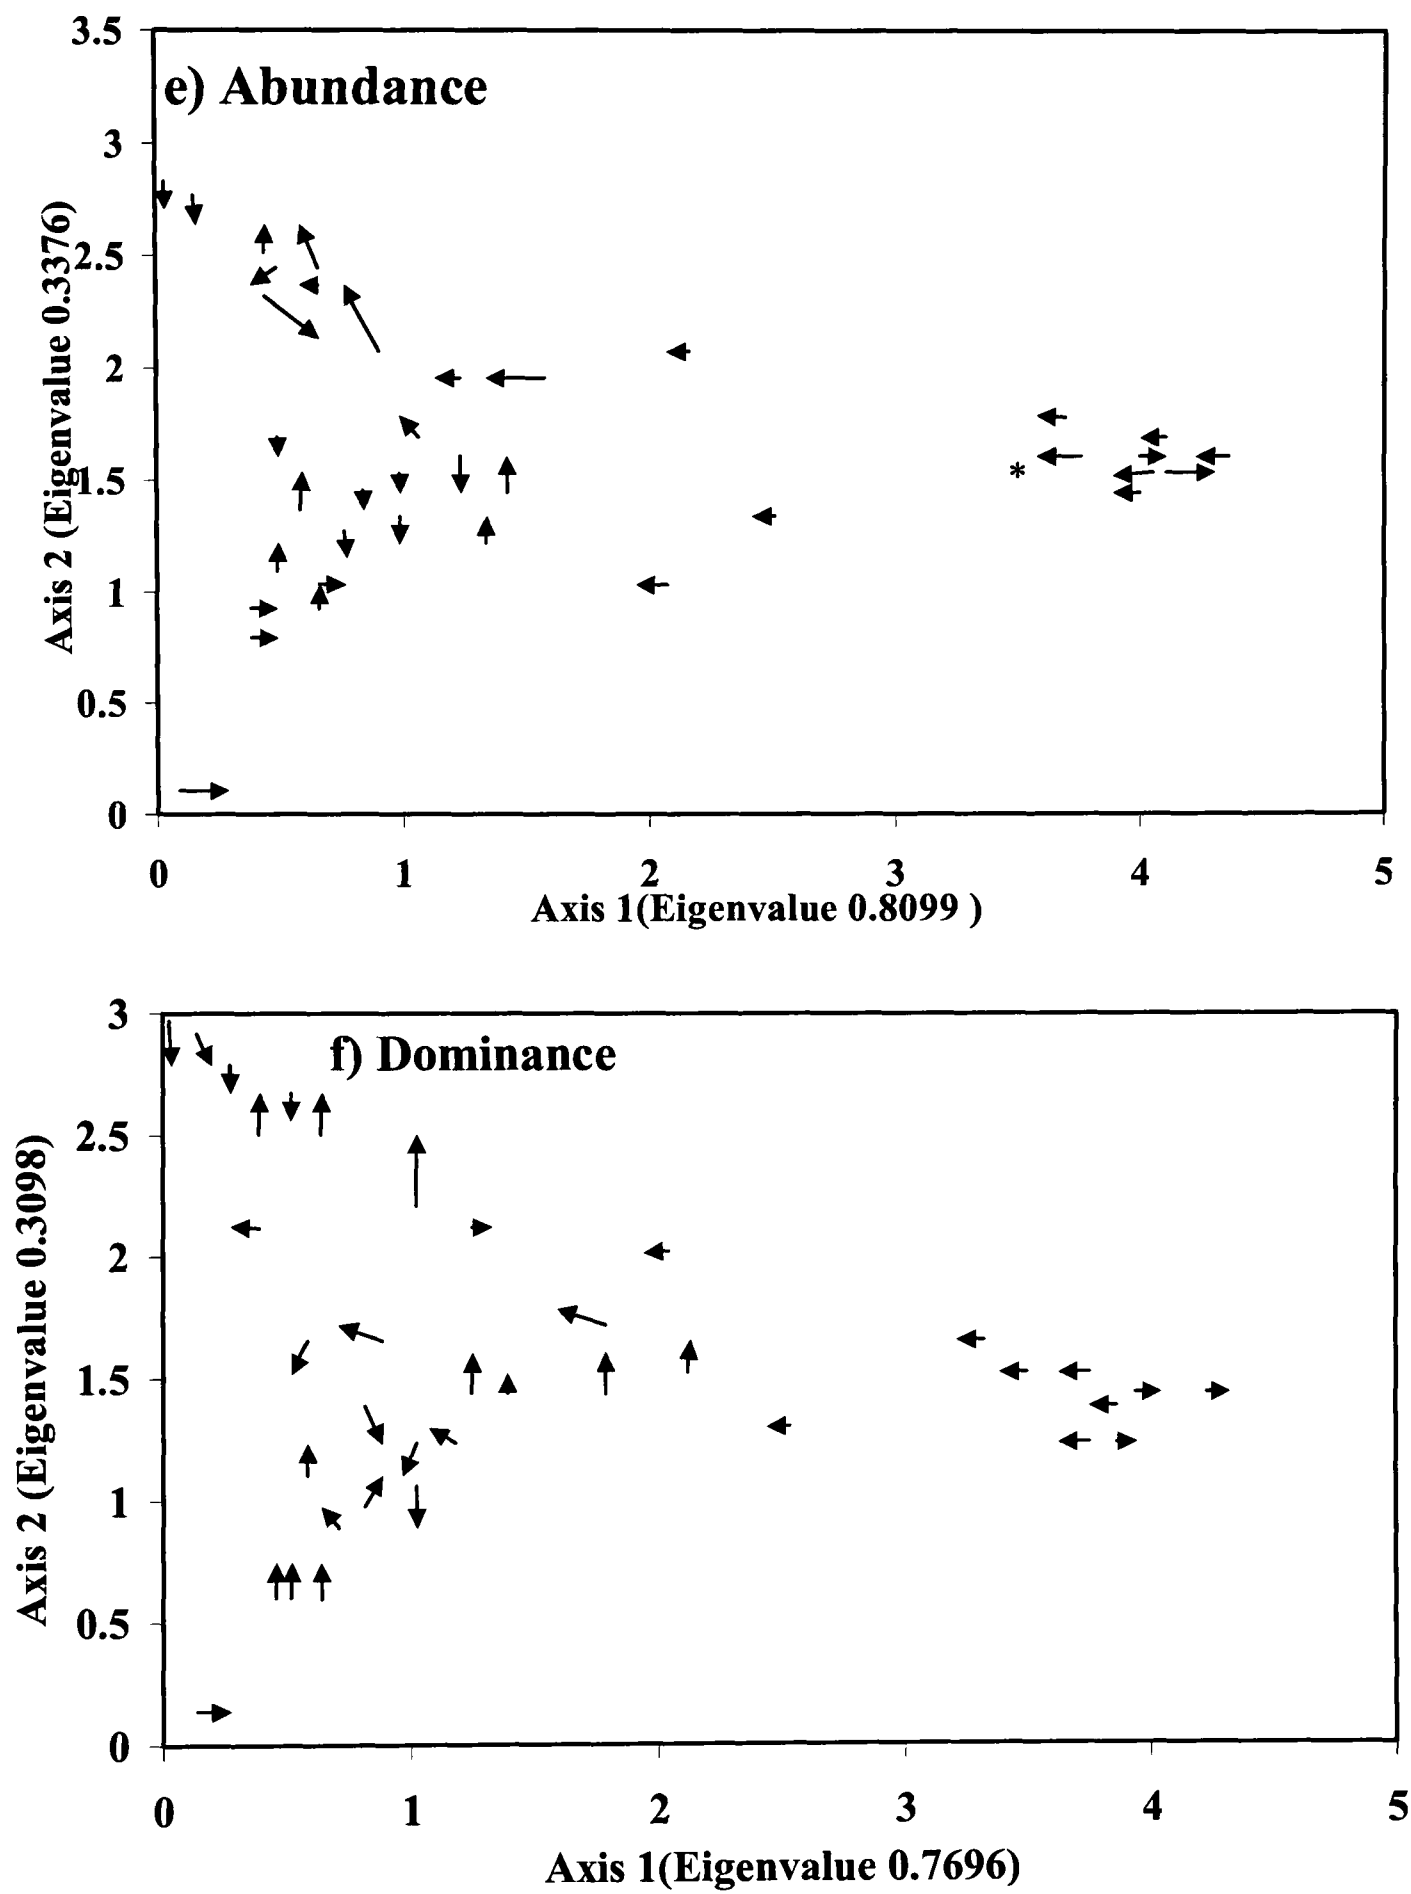 3.5
e) Abundance
3
2.5
2
1.5
1
0.5
0
Axis 2 (Eigenvalue 0.3376)
*
0 1 2 3 4 5
Axis 1(Eigenvalue 0.8099 )
3
f) Dominance
2.5
2
1.5
1
0.5
0
Axis 2 (Eigenvalue 0.3098)
0 1 2 3 4 5
Axis 1(Eigenvalue 0.7696)